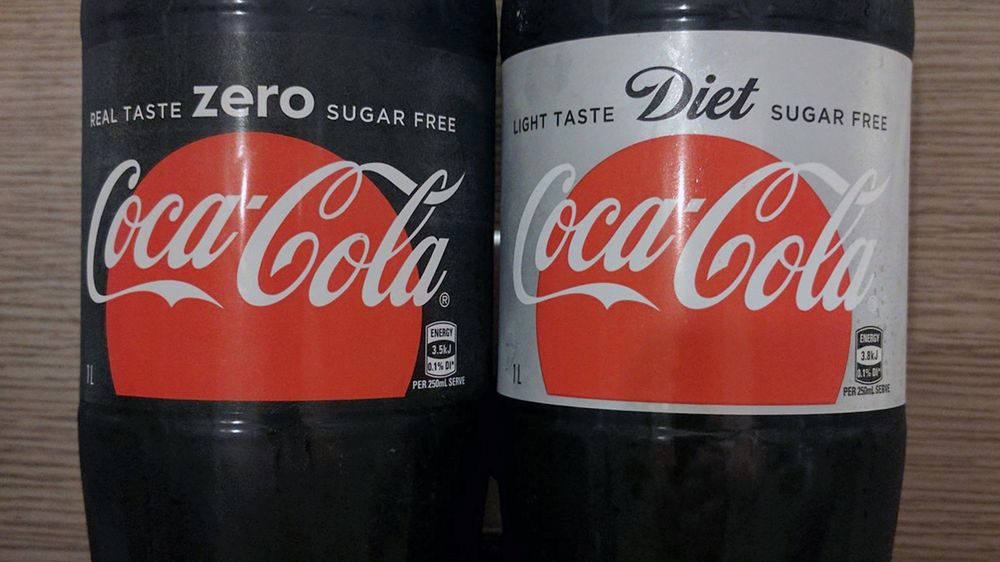 REAL TASTE zero SUGAR FREE
Coca-Cola®
ENERGY
3.5kJ
0.1% DI*
PER 250mL SERVE
1L
LIGHT TASTE Diet SUGAR FREE
Coca-Cola®
ENERGY
3.8kJ
0.1% DI*
PER 250mL SERVE
1L